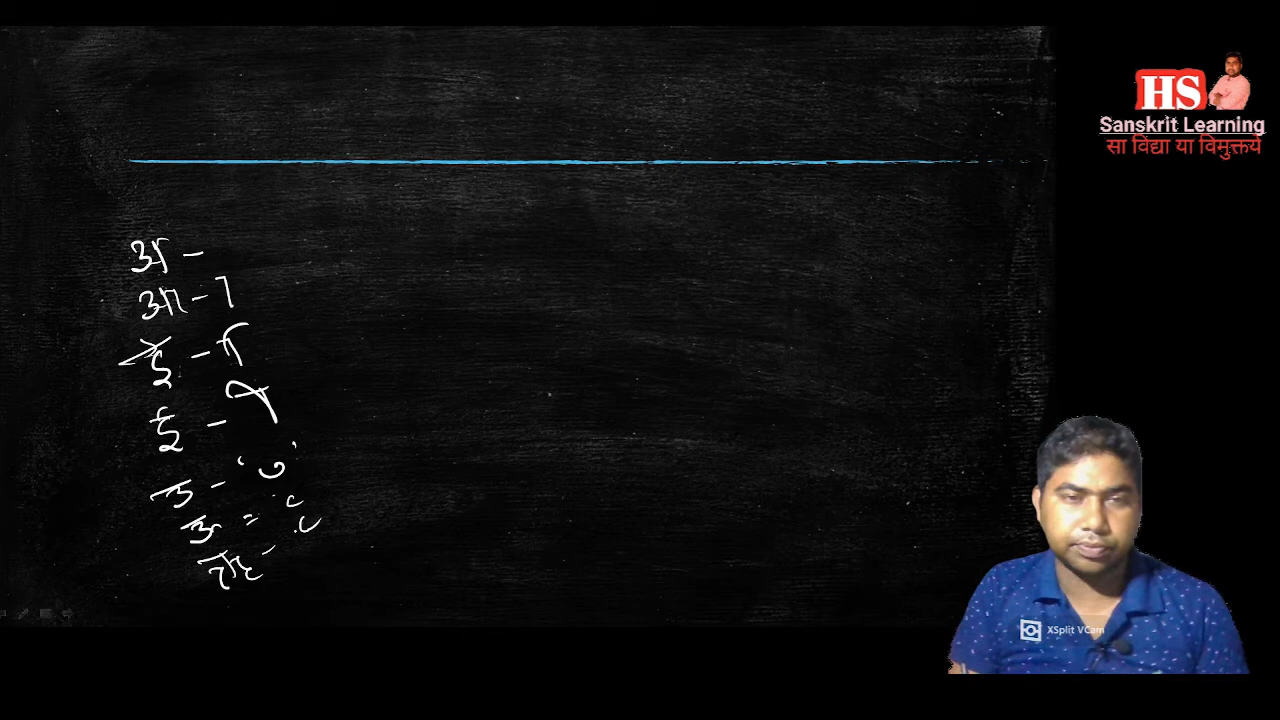 HS
Sanskrit Learning
सा विद्या या विमुक्तये
अ -
आ - ा
इ - ि
ई - ी
उ - ' ु '
ऊ = ू
ऋ - ृ
XSplit VCam